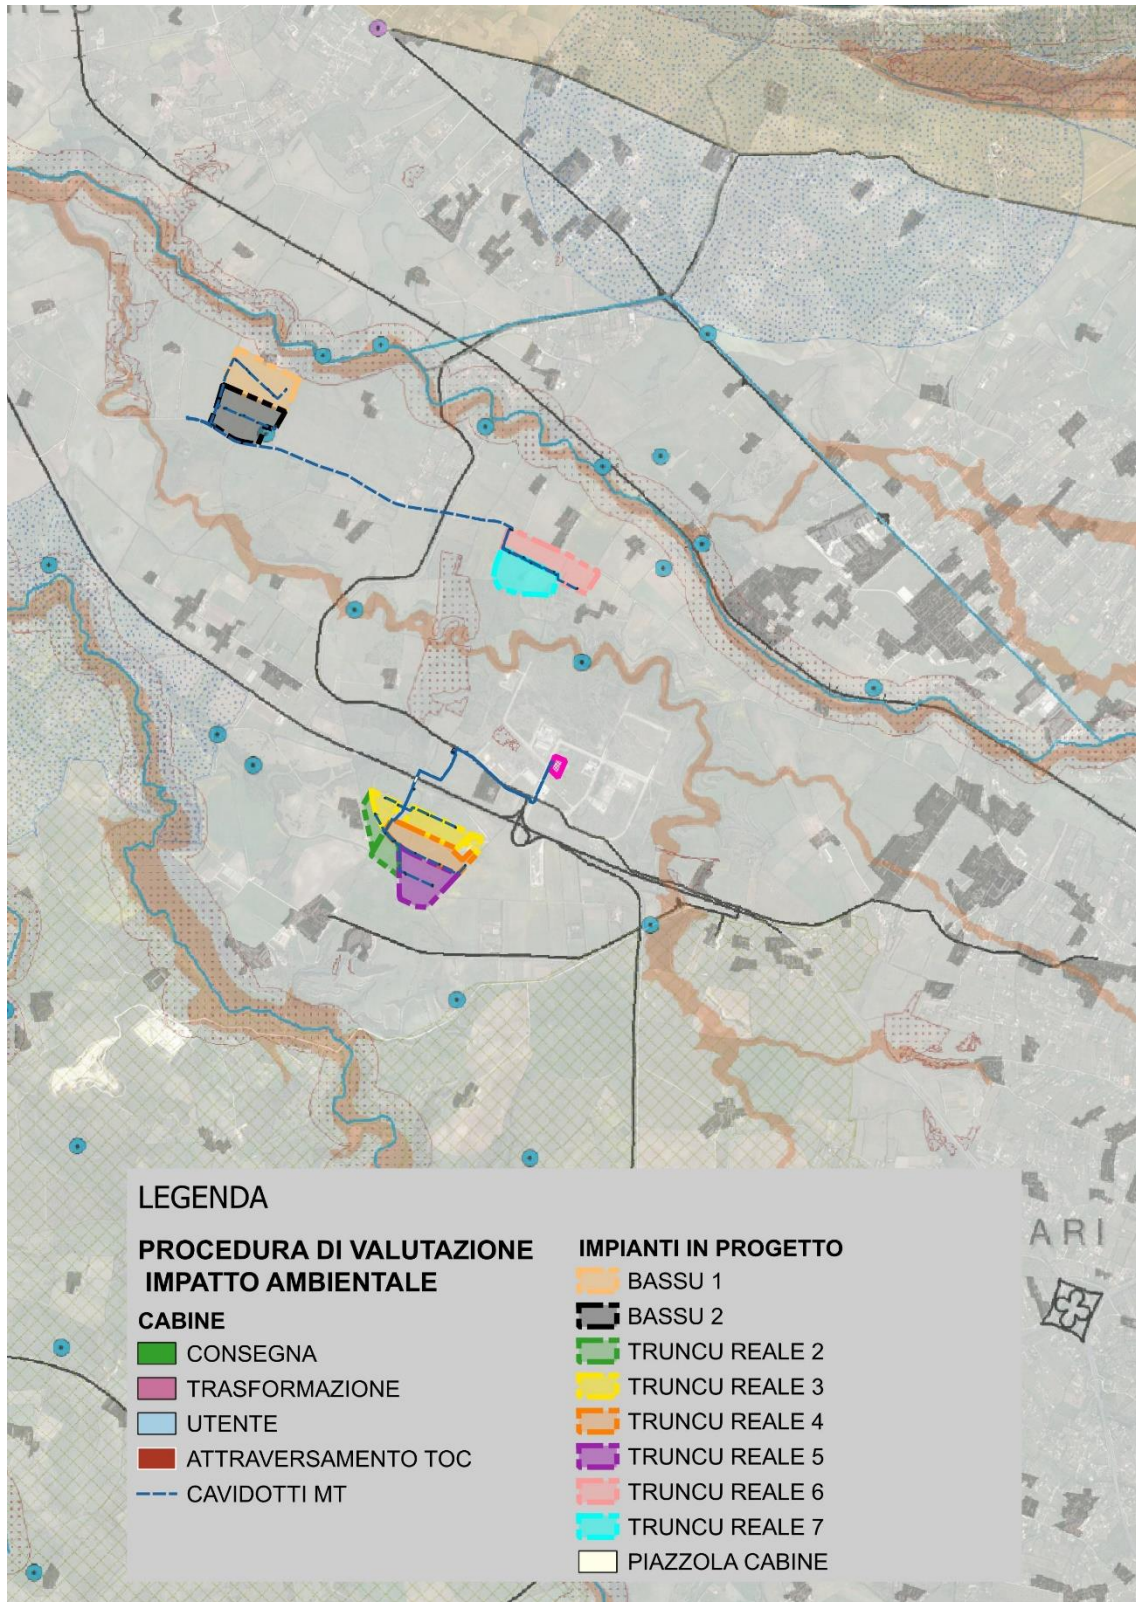 RES
ARI
LEGENDA
PROCEDURA DI VALUTAZIONE
IMPATTO AMBIENTALE
CABINE
CONSEGNA
TRASFORMAZIONE
UTENTE
ATTRAVERSAMENTO TOC
CAVIDOTTI MT
IMPIANTI IN PROGETTO
BASSU 1
BASSU 2
TRUNCU REALE 2
TRUNCU REALE 3
TRUNCU REALE 4
TRUNCU REALE 5
TRUNCU REALE 6
TRUNCU REALE 7
PIAZZOLA CABINE